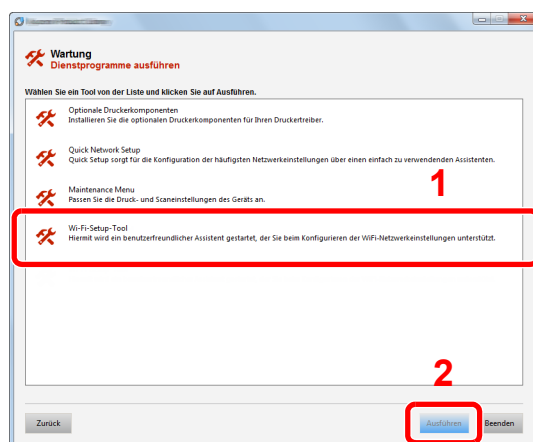 Wartung
Dienstprogramme ausführen
Wählen Sie ein Tool von der Liste und klicken Sie auf Ausführen.
Optionale Druckerkomponenten
Installieren Sie die optionalen Druckerkomponenten für Ihren Druckertreiber.
Quick Network Setup
Quick Setup sorgt für die Konfiguration der häufigsten Netzwerkeinstellungen über einen einfach zu verwendenden Assistenten.
1
Maintenance Menu
Passen Sie die Druck- und Scaneinstellungen des Geräts an.
Wi-Fi-Setup-Tool
Hiermit wird ein benutzerfreundlicher Assistent gestartet, der Sie beim Konfigurieren der WiFi-Netzwerkeinstellungen unterstützt.
2
Zurück Ausführen Beenden